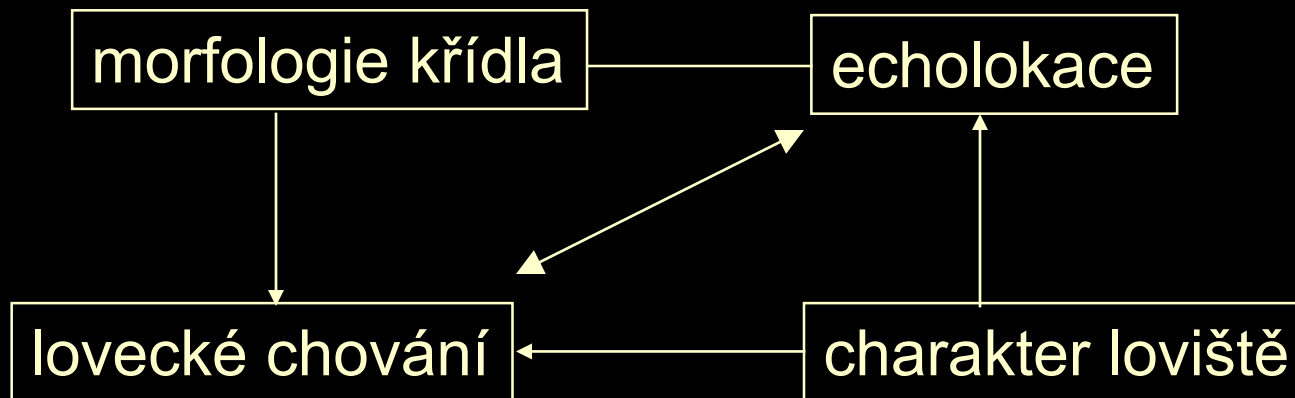 morfologie křídla
echolokace
lovecké chování
charakter loviště